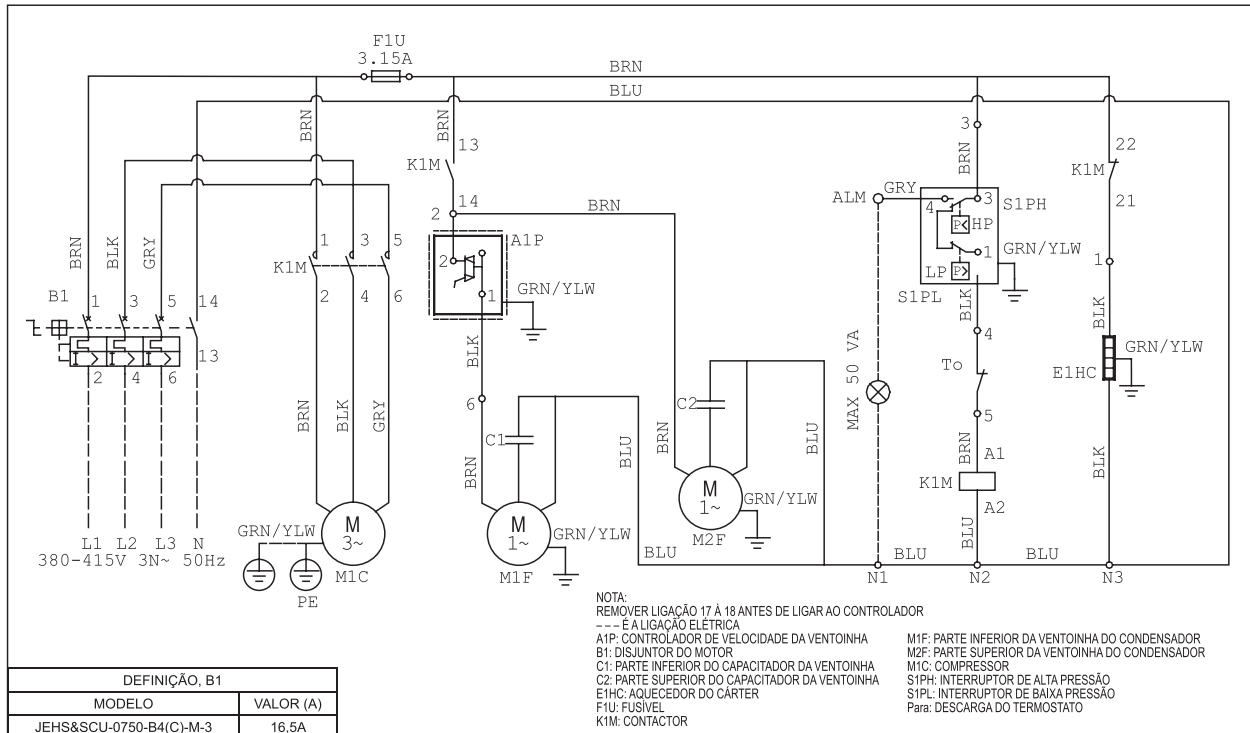 F1U
3.15A
BRN
BLU
BRN
BRN
13
K1M
14
3
BRN
22
K1M
21
ALM
GRY
4
3
S1PH
P<
HP
1
GRN/YLW
LP
P>
S1PL
BRN
BLK
GRY
1
3
5
K1M
2
4
6
2
BRN
A1P
2
1
GRN/YLW
B1
1
3
5
14
I>
I>
I>
13
2
4
6
BLK
6
BLK
4
To
5
1
BLK
GRN/YLW
E1HC
MAX 50 VA
BRN
BLK
GRY
C1
BRN
BLU
C2
BRN
BLU
BRN
A1
K1M
A2
BLU
BLK
M
1~
GRN/YLW
M2F
GRN/YLW
M
3~
M1C
PE
M
1~
GRN/YLW
M1F
BLU
BLU
BLU
N1
N2
N3
L1 L2 L3 N
380-415V 3N~ 50Hz
NOTA:
REMOVER LIGAÇÃO 17 À 18 ANTES DE LIGAR AO CONTROLADOR
--- É A LIGAÇÃO ELÉTRICA
A1P: CONTROLADOR DE VELOCIDADE DA VENTOINHA
B1: DISJUNTOR DO MOTOR
C1: PARTE INFERIOR DO CAPACITADOR DA VENTOINHA
C2: PARTE SUPERIOR DO CAPACITADOR DA VENTOINHA
E1HC: AQUECEDOR DO CÁRTER
F1U: FUSÍVEL
K1M: CONTACTOR
M1F: PARTE INFERIOR DA VENTOINHA DO CONDENSADOR
M2F: PARTE SUPERIOR DA VENTOINHA DO CONDENSADOR
M1C: COMPRESSOR
S1PH: INTERRUPTOR DE ALTA PRESSÃO
S1PL: INTERRUPTOR DE BAIXA PRESSÃO
Para: DESCARGA DO TERMOSTATO
DEFINIÇÃO, B1
MODELO VALOR (A)
JEHS&SCU-0750-B4(C)-M-3 16,5A